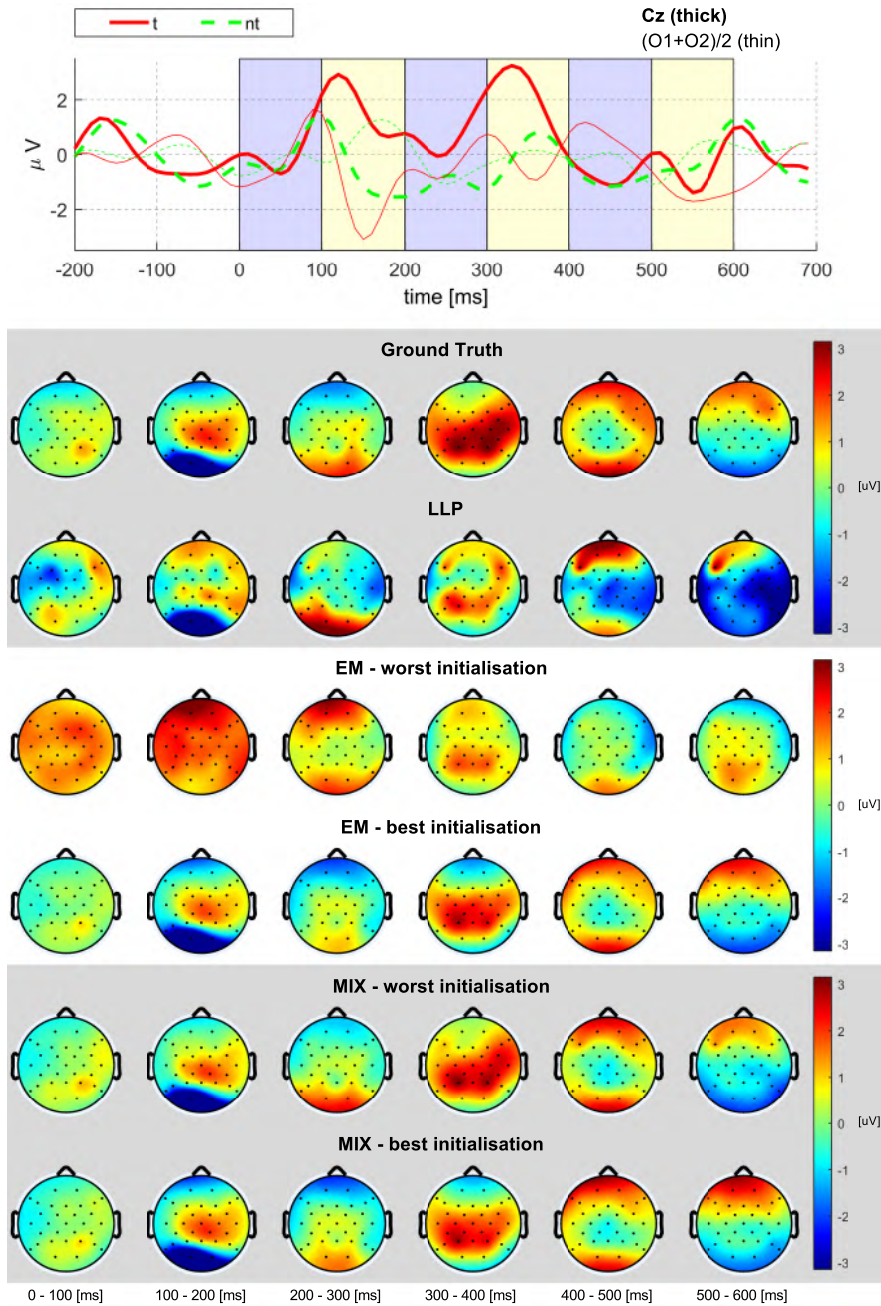 t nt
Cz (thick)
(O1+O2)/2 (thin)
2
0
-2
μ V
-200 -100 0 100 200 300 400 500 600 700
time [ms]
Ground Truth
LLP
3
2
1
0 [uV]
-1
-2
-3
EM - worst initialisation
EM - best initialisation
3
2
1
0 [uV]
-1
-2
-3
MIX - worst initialisation
MIX - best initialisation
3
2
1
0 [uV]
-1
-2
-3
0 - 100 [ms] 100 - 200 [ms] 200 - 300 [ms] 300 - 400 [ms] 400 - 500 [ms] 500 - 600 [ms]